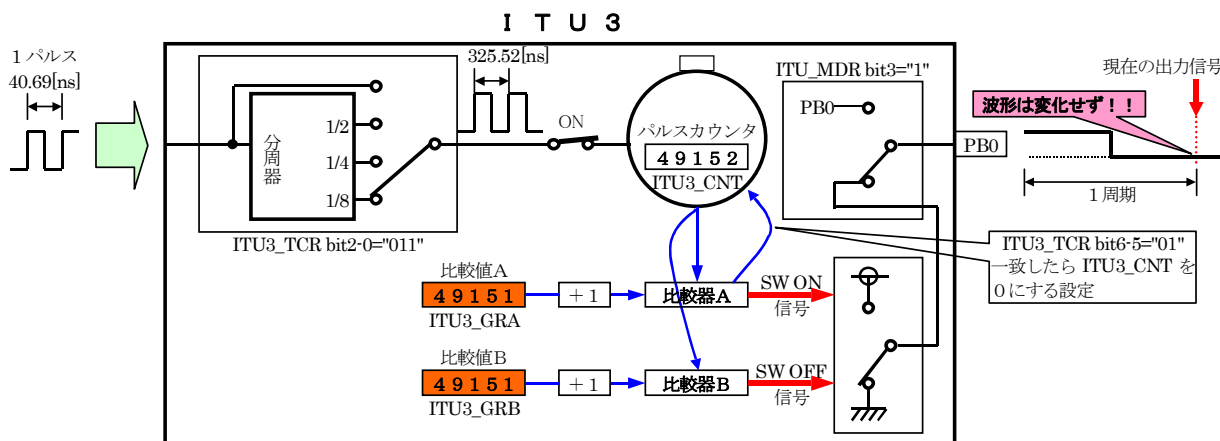 ＩＴＵ３
１パルス
40.69[ns]
325.52[ns]
ITU_MDR bit3="1"
現在の出力信号
波形は変化せず！！
PB0
PB0
ON
分周器
1/2
1/4
1/8
パルスカウンタ
４９１５２
ITU3_CNT
１周期
ITU3_TCR bit2-0="011"
ITU3_TCR bit6-5="01"
一致したら ITU3_CNT を
０にする設定
比較値A
４９１５１
＋１
比較器A
SW ON
信号
ITU3_GRA
比較値B
４９１５１
＋１
比較器B
SW OFF
信号
ITU3_GRB